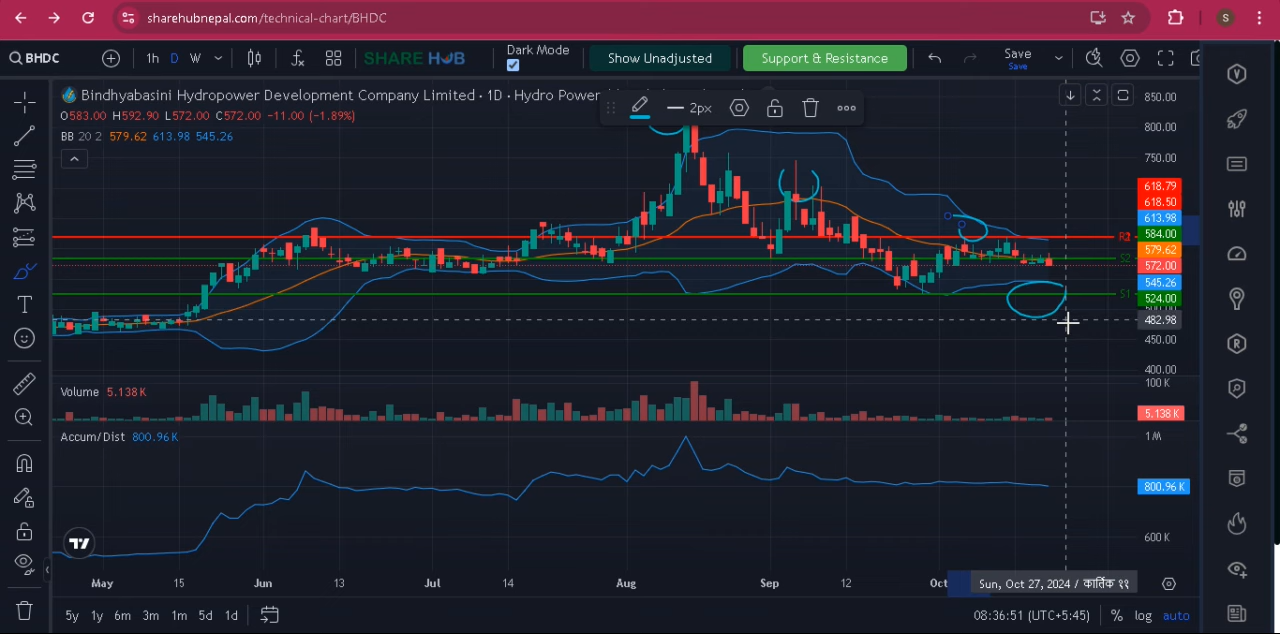 sharehubnepal.com/technical-chart/BHDC
S
BHDC
1h D W
SHARE HUB
Dark Mode
Show Unadjusted
Support & Resistance
Save
Save
Bindhyabasini Hydropower Development Company Limited · 1D · Hydro Power
2px
O583.00 H592.90 L572.00 C572.00 -11.00 (-1.89%)
BB 20 2 579.62 613.98 545.26
850.00
800.00
750.00
618.79
618.50
613.98
584.00
579.62
572.00
545.26
524.00
482.98
450.00
400.00
S2
S1
Volume 5.138 K
100 K
5.138 K
Accum/Dist 800.96 K
1 M
800.96 K
600 K
May 15 Jun 13 Jul 14 Aug Sep 12 Oct
Sun, Oct 27, 2024 / कार्तिक ११
5y 1y 6m 3m 1m 5d 1d
08:36:51 (UTC+5:45) % log auto